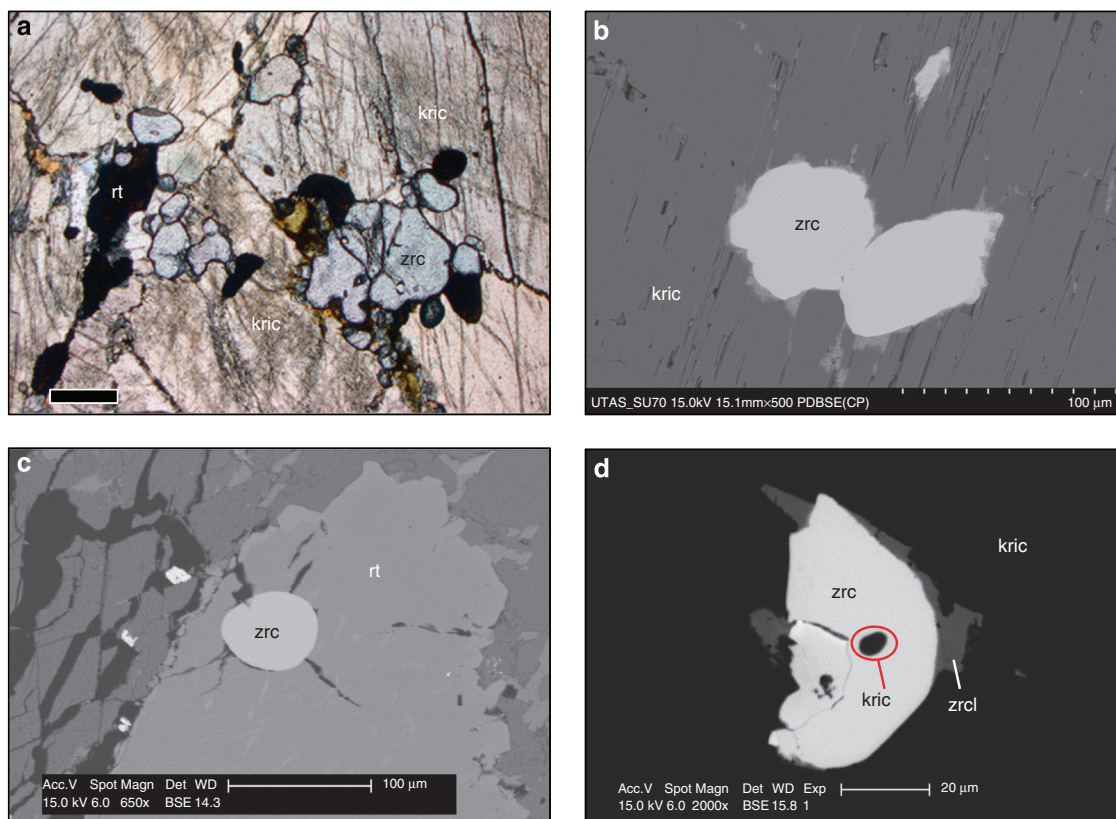 a
kric
rt
zrc
kric
b
zrc
kric
UTAS_SU70 15.0kV 15.1mm×500 PDBSE(CP) 100 µm
c
rt
zrc
Acc.V Spot Magn Det WD 100 µm
15.0 kV 6.0 650x BSE 14.3
d
kric
zrc
kric
zrcl
Acc.V Spot Magn Det WD Exp 20 µm
15.0 kV 6.0 2000x BSE 15.8 1